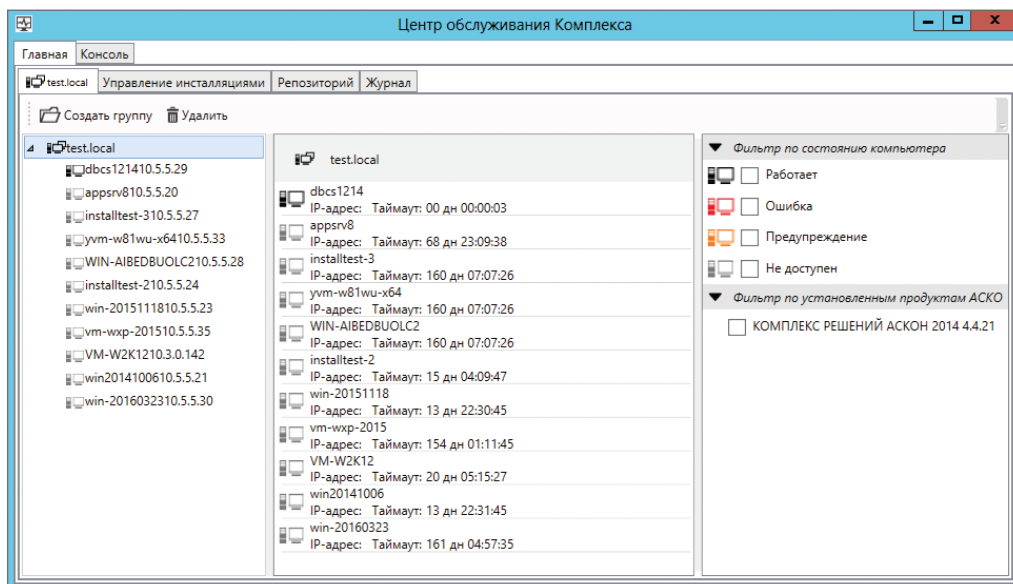 Центр обслуживания Комплекса
Главная Консоль
test.local Управление инсталляциями Репозиторий Журнал
Создать группу Удалить
test.local
dbcs121410.5.5.29
appsrv810.5.5.20
installtest-310.5.5.27
yvm-w81wu-x6410.5.5.33
WIN-AIBEDBUOLC210.5.5.28
installtest-210.5.5.24
win-2015111810.5.5.23
vm-wxp-201510.5.5.35
VM-W2K1210.3.0.142
win2014100610.5.5.21
win-2016032310.5.5.30
test.local
dbcs1214
IP-адрес: Таймаут: 00 дн 00:00:03
appsrv8
IP-адрес: Таймаут: 68 дн 23:09:38
installtest-3
IP-адрес: Таймаут: 160 дн 07:07:26
yvm-w81wu-x64
IP-адрес: Таймаут: 160 дн 07:07:26
WIN-AIBEDBUOLC2
IP-адрес: Таймаут: 160 дн 07:07:26
installtest-2
IP-адрес: Таймаут: 15 дн 04:09:47
win-20151118
IP-адрес: Таймаут: 13 дн 22:30:45
vm-wxp-2015
IP-адрес: Таймаут: 154 дн 01:11:45
VM-W2K12
IP-адрес: Таймаут: 20 дн 05:15:27
win20141006
IP-адрес: Таймаут: 13 дн 22:31:45
win-20160323
IP-адрес: Таймаут: 161 дн 04:57:35
Фильтр по состоянию компьютера
Работает
Ошибка
Предупреждение
Не доступен
Фильтр по установленным продуктам АСКО
КОМПЛЕКС РЕШЕНИЙ АСКОН 2014 4.4.21